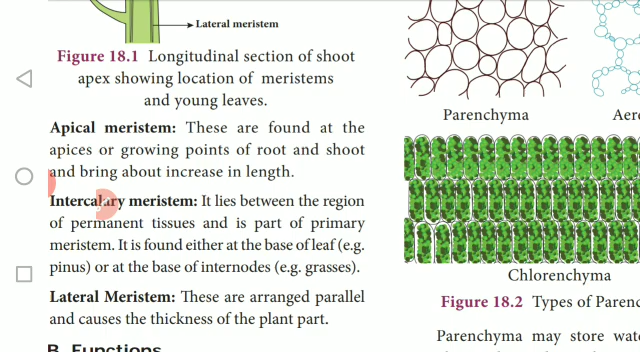 Lateral meristem
Figure 18.1 Longitudinal section of shoot
apex showing location of meristems
and young leaves.
Apical meristem: These are found at the
apices or growing points of root and shoot
and bring about increase in length.
Intercalary meristem: It lies between the region
of permanent tissues and is part of primary
meristem. It is found either at the base of leaf (e.g.
pinus) or at the base of internodes (e.g. grasses).
Lateral Meristem: These are arranged parallel
and causes the thickness of the plant part.
B. Functions
Parenchyma
Chlorenchyma
Figure 18.2 Types of
Parenchyma may store